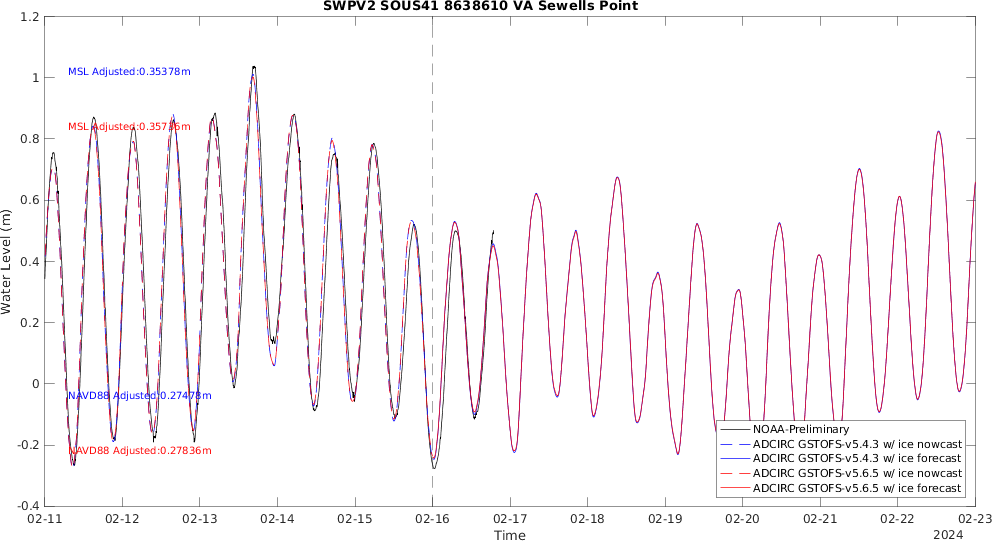 SWPV2 SOUS41 8638610 VA Sewells Point
1.2
1
0.8
0.6
0.4
0.2
0
-0.2
-0.4
Water Level (m)
MSL Adjusted:0.35378m
MSL Adjusted:0.35736m
NAVD88 Adjusted:0.27478m
NAVD88 Adjusted:0.27836m
NOAA-Preliminary
ADCIRC GSTOFS-v5.4.3 w/ ice nowcast
ADCIRC GSTOFS-v5.4.3 w/ ice forecast
ADCIRC GSTOFS-v5.6.5 w/ ice nowcast
ADCIRC GSTOFS-v5.6.5 w/ ice forecast
02-11 02-12 02-13 02-14 02-15 02-16 02-17 02-18 02-19 02-20 02-21 02-22 02-23
Time
2024